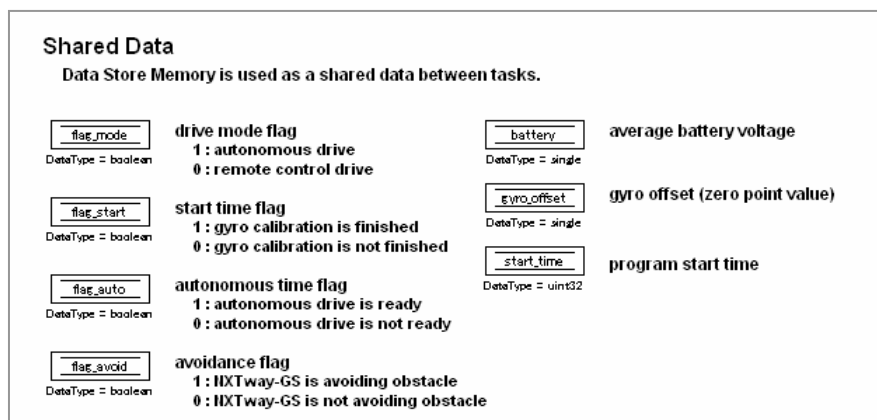 Shared Data
Data Store Memory is used as a shared data between tasks.
flag_mode
DataType = boolean
drive mode flag
1 : autonomous drive
0 : remote control drive
flag_start
DataType = boolean
start time flag
1 : gyro calibration is finished
0 : gyro calibration is not finished
flag_auto
DataType = boolean
autonomous time flag
1 : autonomous drive is ready
0 : autonomous drive is not ready
flag_avoid
DataType = boolean
avoidance flag
1 : NXTway-GS is avoiding obstacle
0 : NXTway-GS is not avoiding obstacle
battery
DataType = single
average battery voltage
gyro_offset
DataType = single
gyro offset (zero point value)
start_time
DataType = uint32
program start time